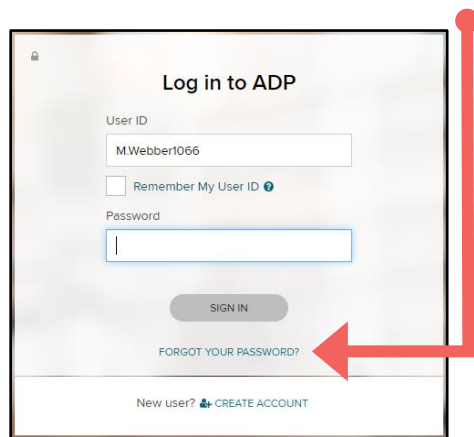 Log in to ADP
User ID
M.Webber1066
Remember My User ID
Password
SIGN IN
FORGOT YOUR PASSWORD?
New user? CREATE ACCOUNT